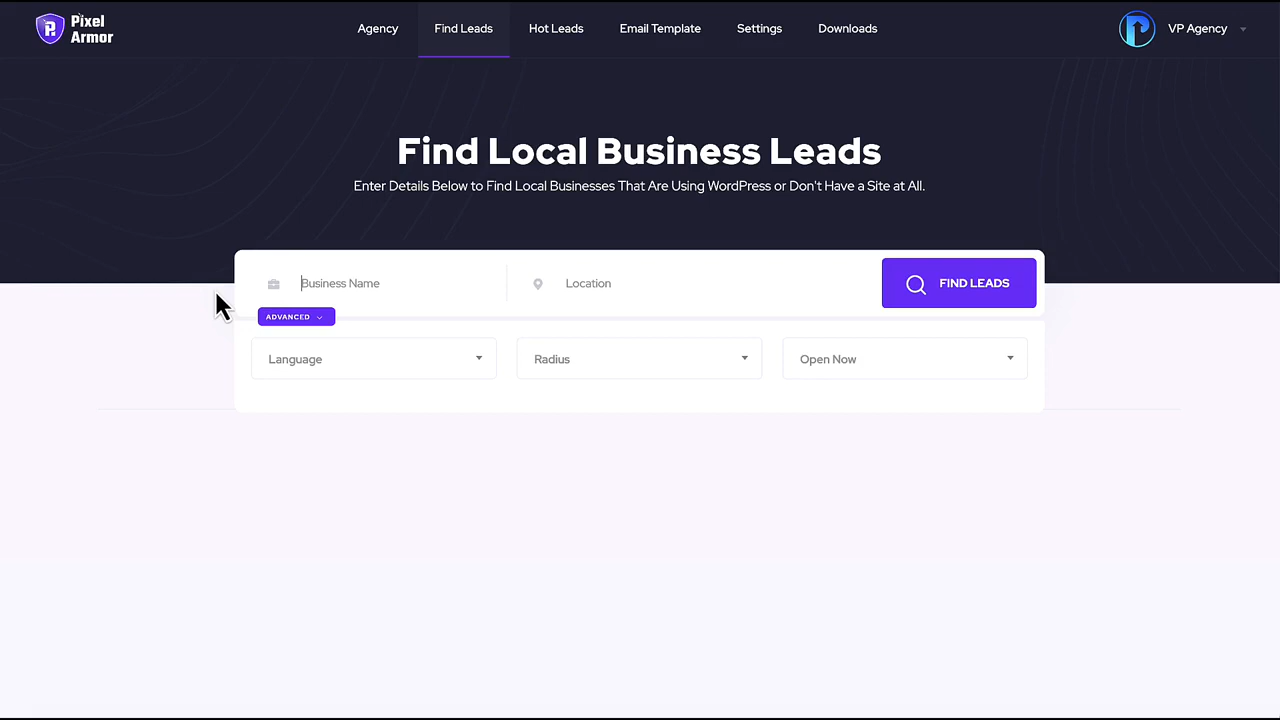 Pixel
Armor
Agency
Find Leads
Hot Leads
Email Template
Settings
Downloads
VP Agency
Find Local Business Leads
Enter Details Below to Find Local Businesses That Are Using WordPress or Don't Have a Site at All.
Business Name
Location
FIND LEADS
ADVANCED
Language
Radius
Open Now